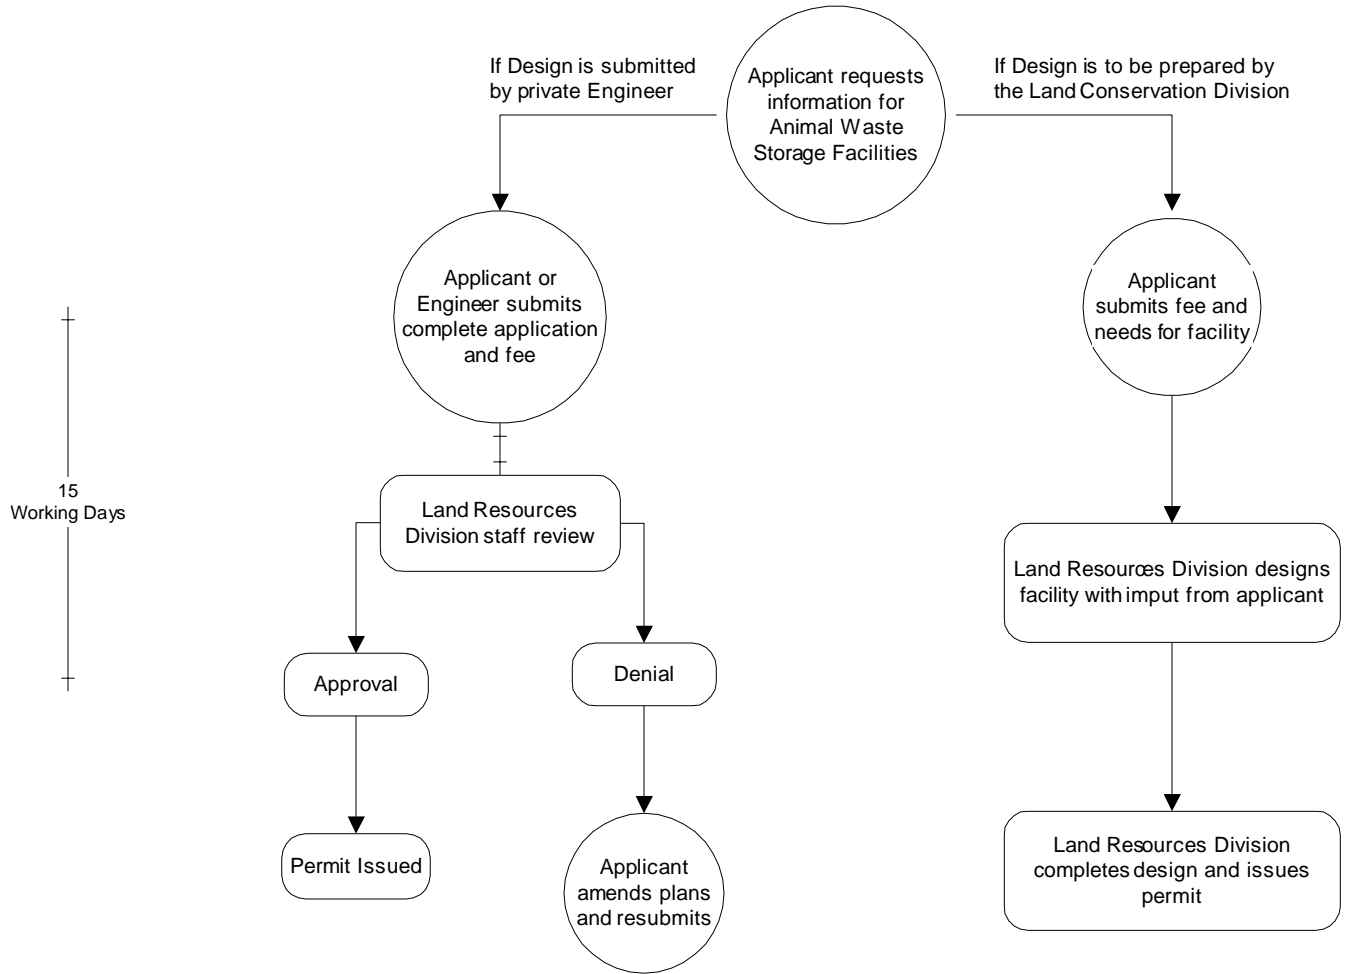 If Design is submitted
by private Engineer
Applicant requests
information for
Animal Waste
Storage Facilities
If Design is to be prepared by
the Land Conservation Division
Applicant or
Engineer submits
complete application
and fee
Applicant
submits fee and
needs for facility
15
Working Days
Land Resources
Division staff review
Land Resources Division designs
facility with imput from applicant
Approval
Denial
Permit Issued
Applicant
amends plans
and resubmits
Land Resources Division
completes design and issues
permit